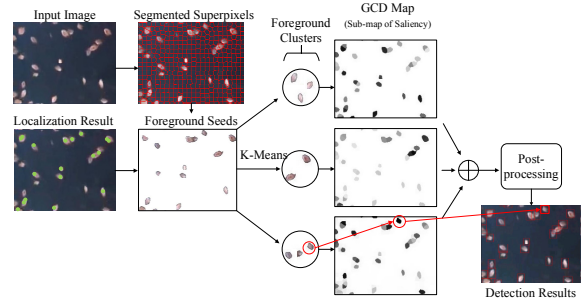 Input Image
Segmented Superpixels
Foreground
Clusters
GCD Map
(Sub-map of Saliency)
Localization Result
Foreground Seeds
K-Means
Post-
processing
Detection Results